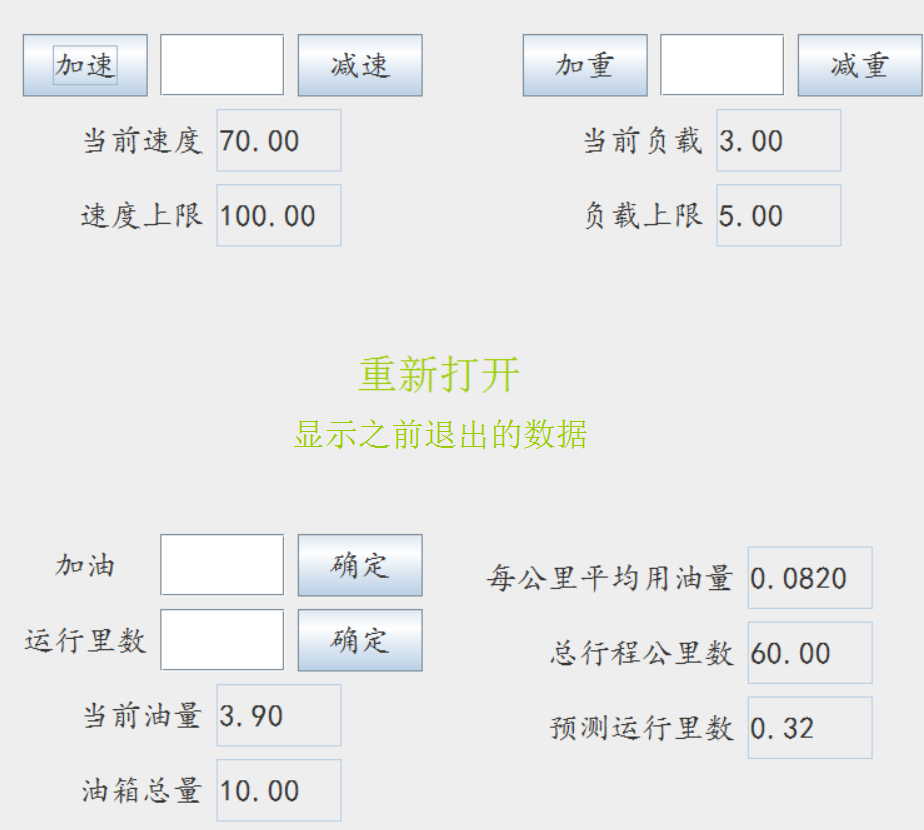 加速 减速 加重 减重
当前速度 70.00 当前负载 3.00
速度上限 100.00 负载上限 5.00
重新打开
显示之前退出的数据
加油 确定 每公里平均用油量 0.0820
运行里数 确定 总行程公里数 60.00
当前油量 3.90 预测运行里数 0.32
油箱总量 10.00